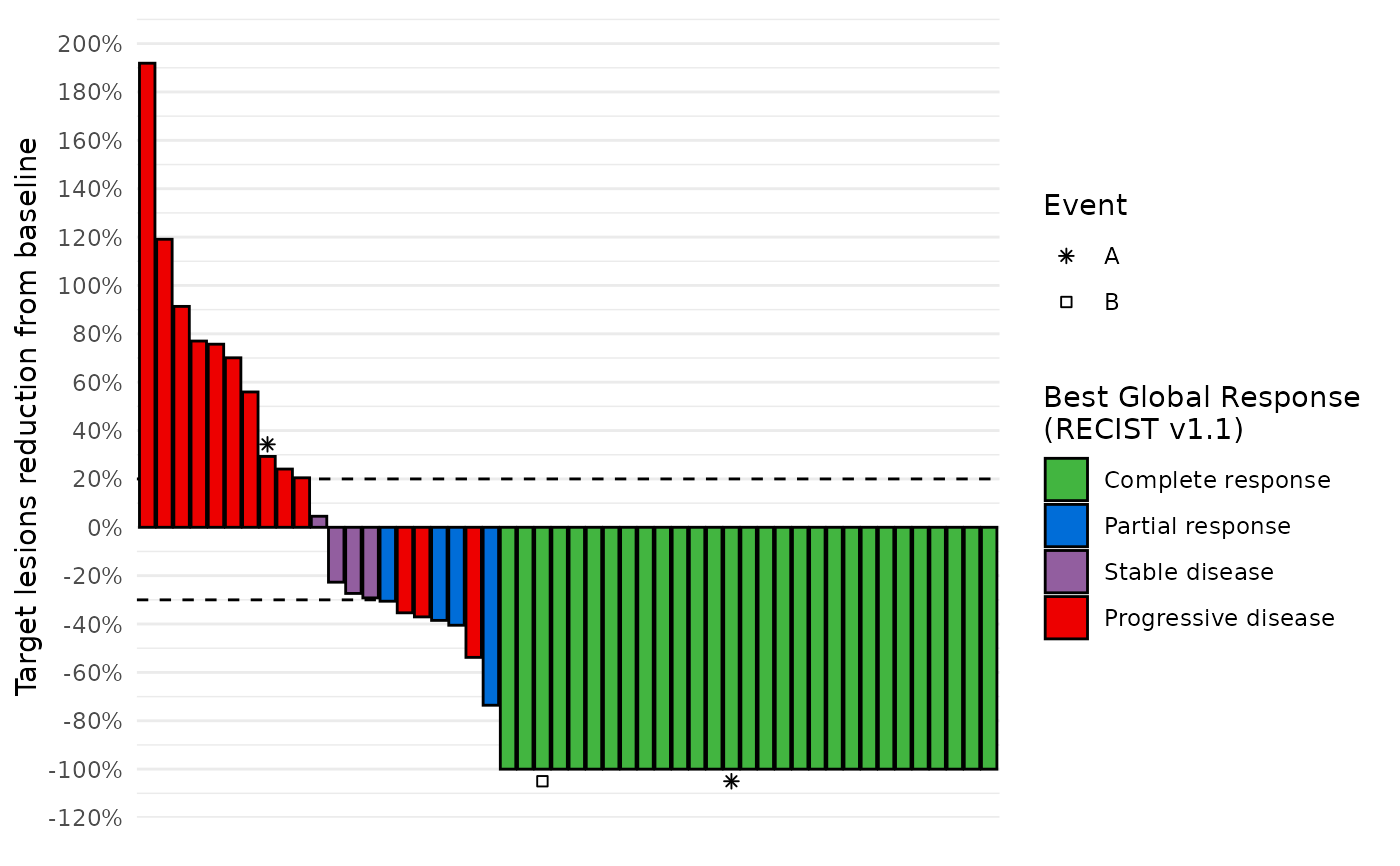 Target lesions reduction from baseline
200%
180%
160%
140%
120%
100%
80%
60%
40%
20%
0%
-20%
-40%
-60%
-80%
-100%
-120%
Event
A
B
Best Global Response
(RECIST v1.1)
Complete response
Partial response
Stable disease
Progressive disease